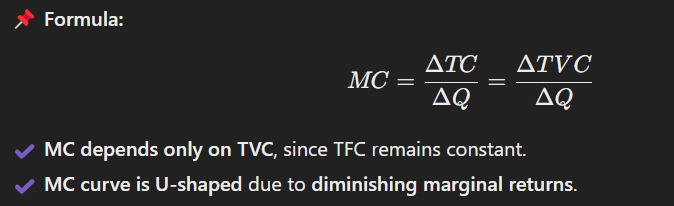 📌 Formula:
MC = ΔTC/ΔQ = ΔTVC/ΔQ
✔ MC depends only on TVC, since TFC remains constant.
✔ MC curve is U-shaped due to diminishing marginal returns.